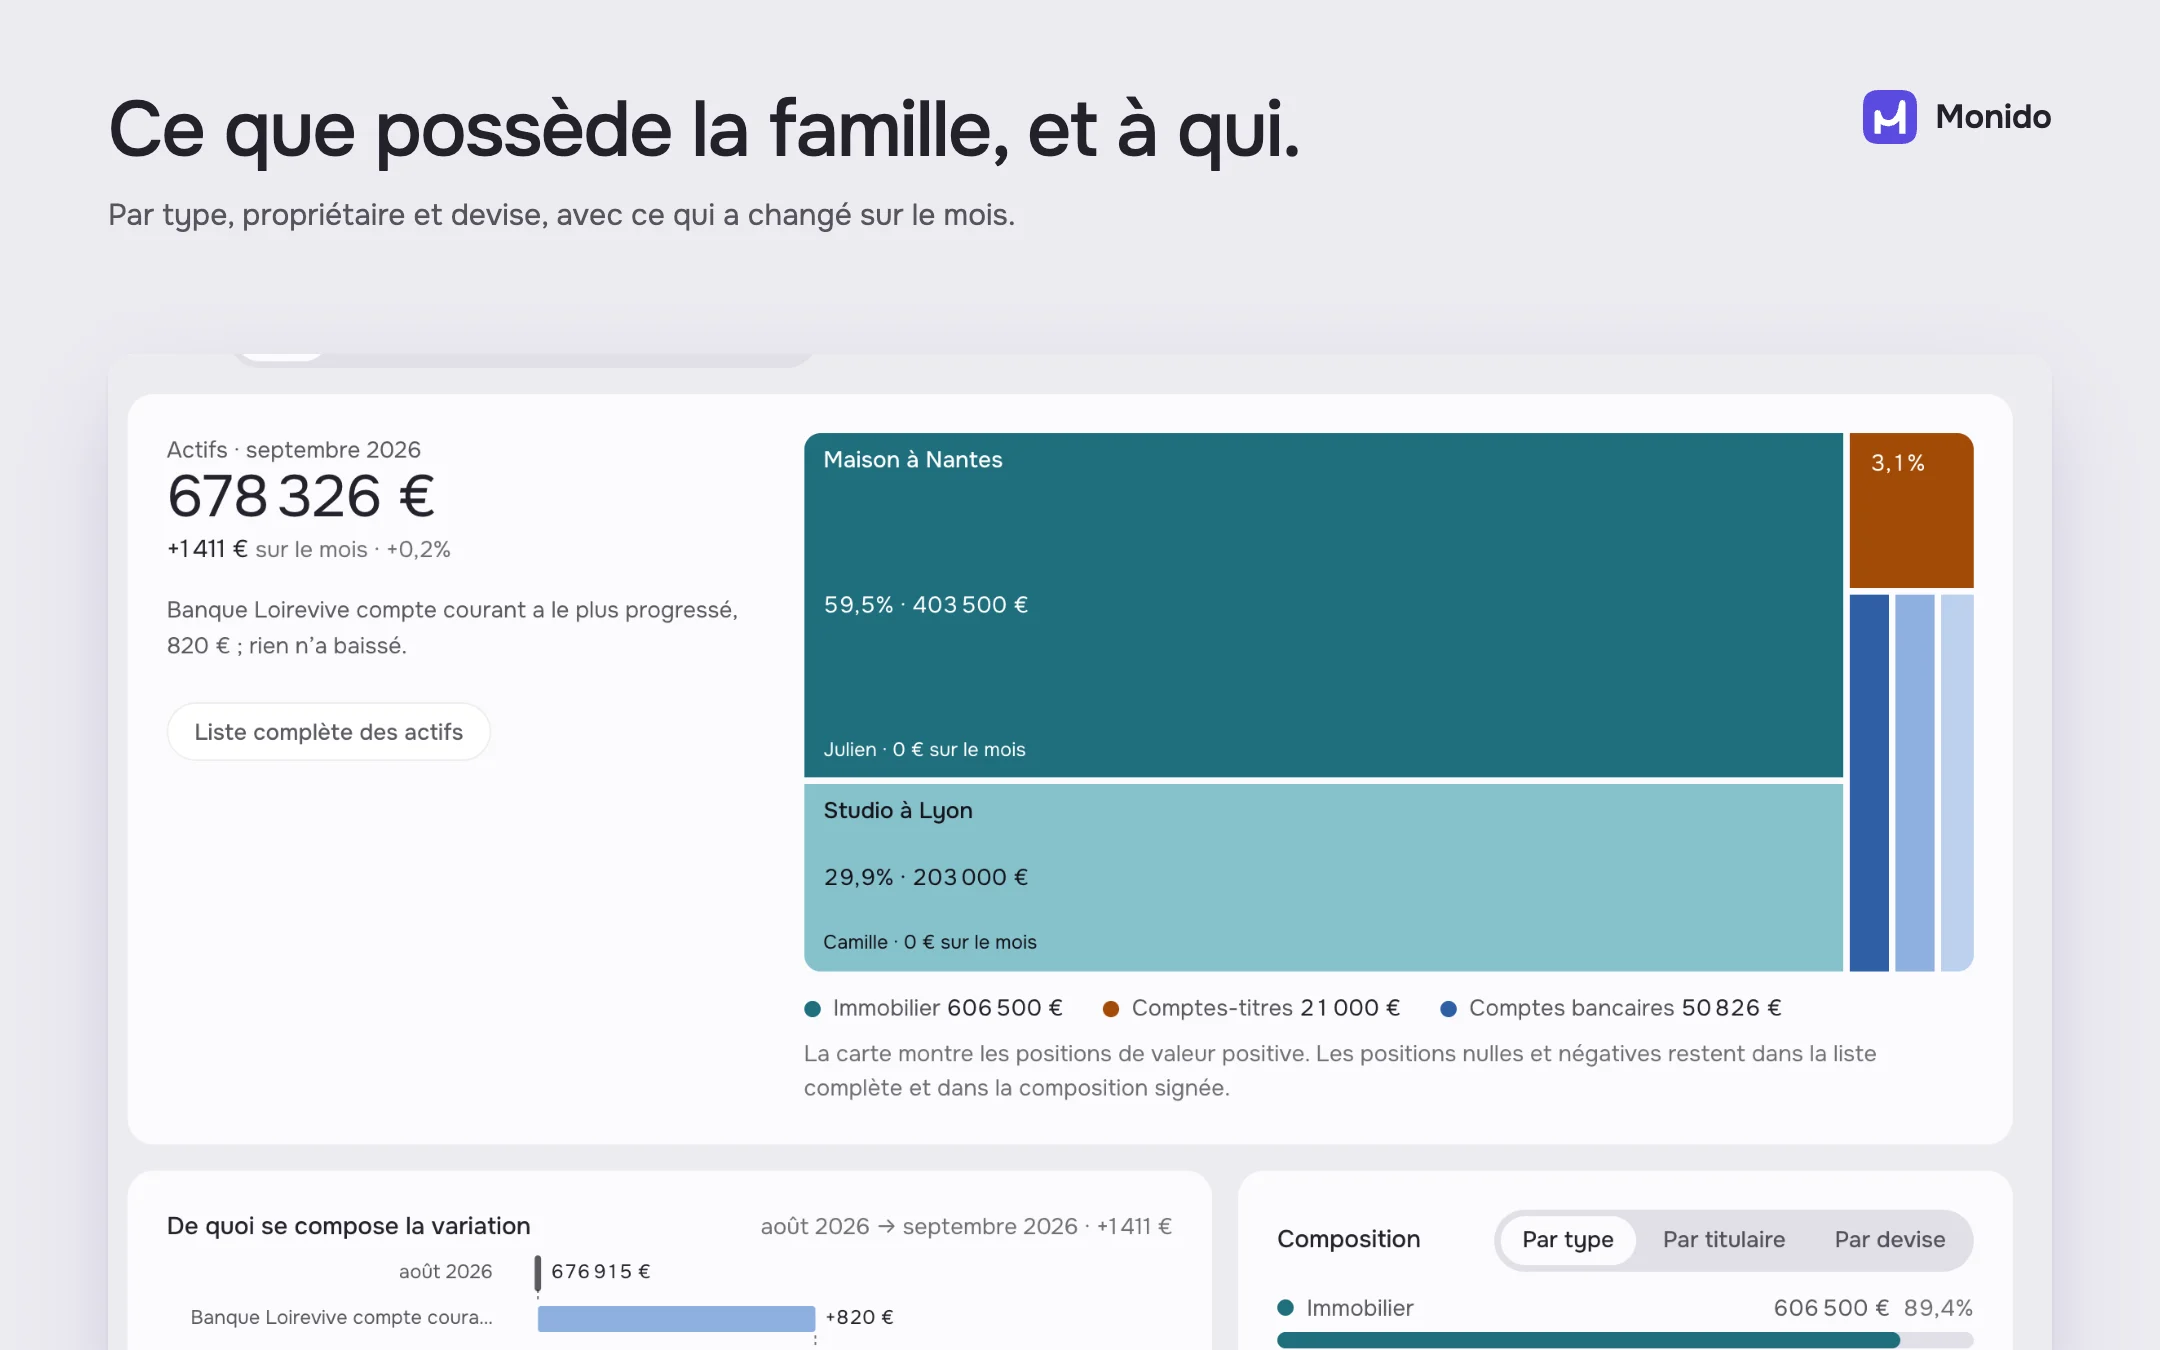 Ce que possède la famille, et à qui.
Monido
Par type, propriétaire et devise, avec ce qui a changé sur le mois.
Actifs · septembre 2026
678 326 €
+1 411 € sur le mois · +0,2%
Banque Loirevive compte courant a le plus progressé,
820 € ; rien n’a baissé.
Liste complète des actifs
Maison à Nantes
59,5% · 403 500 €
Julien · 0 € sur le mois
3,1%
Studio à Lyon
29,9% · 203 000 €
Camille · 0 € sur le mois
Immobilier 606 500 €
Comptes-titres 21 000 €
Comptes bancaires 50 826 €
La carte montre les positions de valeur positive. Les positions nulles et négatives restent dans la liste
complète et dans la composition signée.
De quoi se compose la variation
août 2026 → septembre 2026 · +1 411 €
août 2026
676 915 €
Banque Loirevive compte coura...
+820 €
Composition
Par type
Par titulaire
Par devise
Immobilier
606 500 € 89,4%